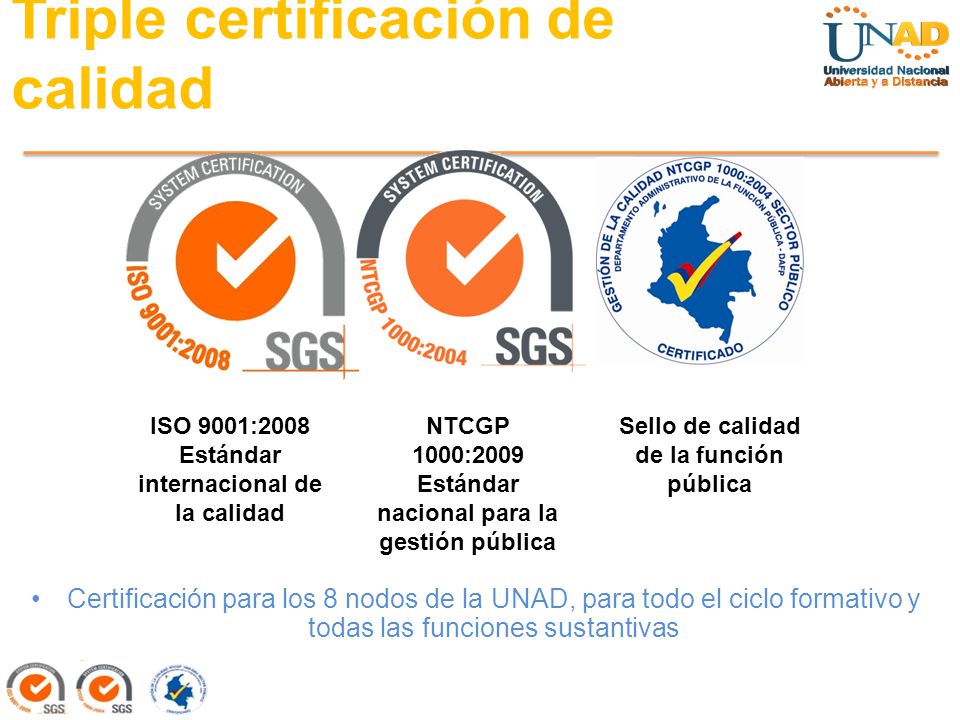 Triple certificación de
calidad
UNAD
Universidad Nacional
Abierta y a Distancia
SYSTEM CERTIFICATION
ISO 9001:2008
SGS
SYSTEM CERTIFICATION
NTCGP 1000:2004
SGS
GESTIÓN DE LA CALIDAD NTCGP 1000:2004 SECTOR PÚBLICO
DEPARTAMENTO ADMINISTRATIVO DE LA FUNCIÓN PÚBLICA - DAFP
CERTIFICADO
ISO 9001:2008
Estándar
internacional de
la calidad
NTCGP
1000:2009
Estándar
nacional para la
gestión pública
Sello de calidad
de la función
pública
• Certificación para los 8 nodos de la UNAD, para todo el ciclo formativo y
todas las funciones sustantivas
SGS
SGS